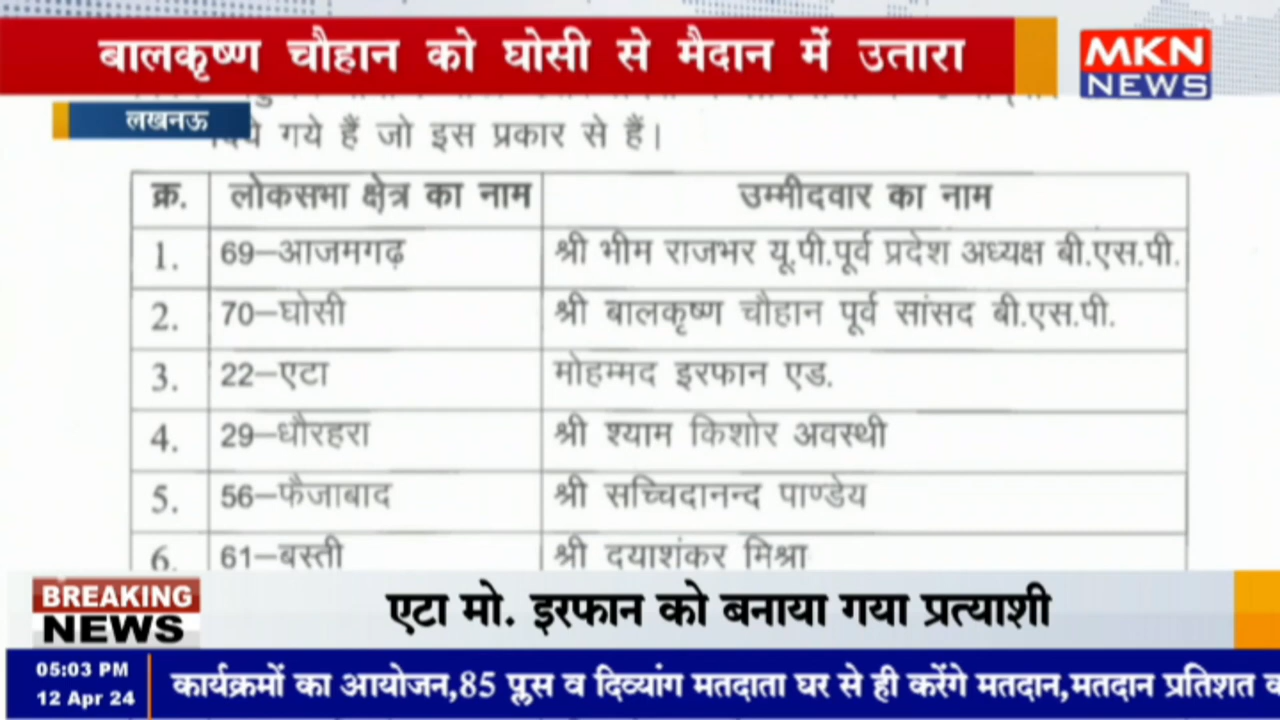 बालकृष्ण चौहान को घोसी से मैदान में उतारा
MKN
NEWS
लखनऊ
गये हैं जो इस प्रकार से हैं।
क्र. लोकसभा क्षेत्र का नाम उम्मीदवार का नाम
1. 69–आजमगढ़ श्री भीम राजभर यू.पी.पूर्व प्रदेश अध्यक्ष बी.एस.पी.
2. 70–घोसी श्री बालकृष्ण चौहान पूर्व सांसद बी.एस.पी.
3. 22–एटा मोहम्मद इरफान एड.
4. 29–धौरहरा श्री श्याम किशोर अवस्थी
5. 56–फैजाबाद श्री सच्चिदानन्द पाण्डेय
6. 61–बस्ती श्री दयाशंकर मिश्रा
BREAKING
NEWS
एटा मो. इरफान को बनाया गया प्रत्याशी
05:03 PM
12 Apr 24
कार्यक्रमों का आयोजन,85 प्लस व दिव्यांग मतदाता घर से ही करेंगे मतदान,मतदान प्रतिशत